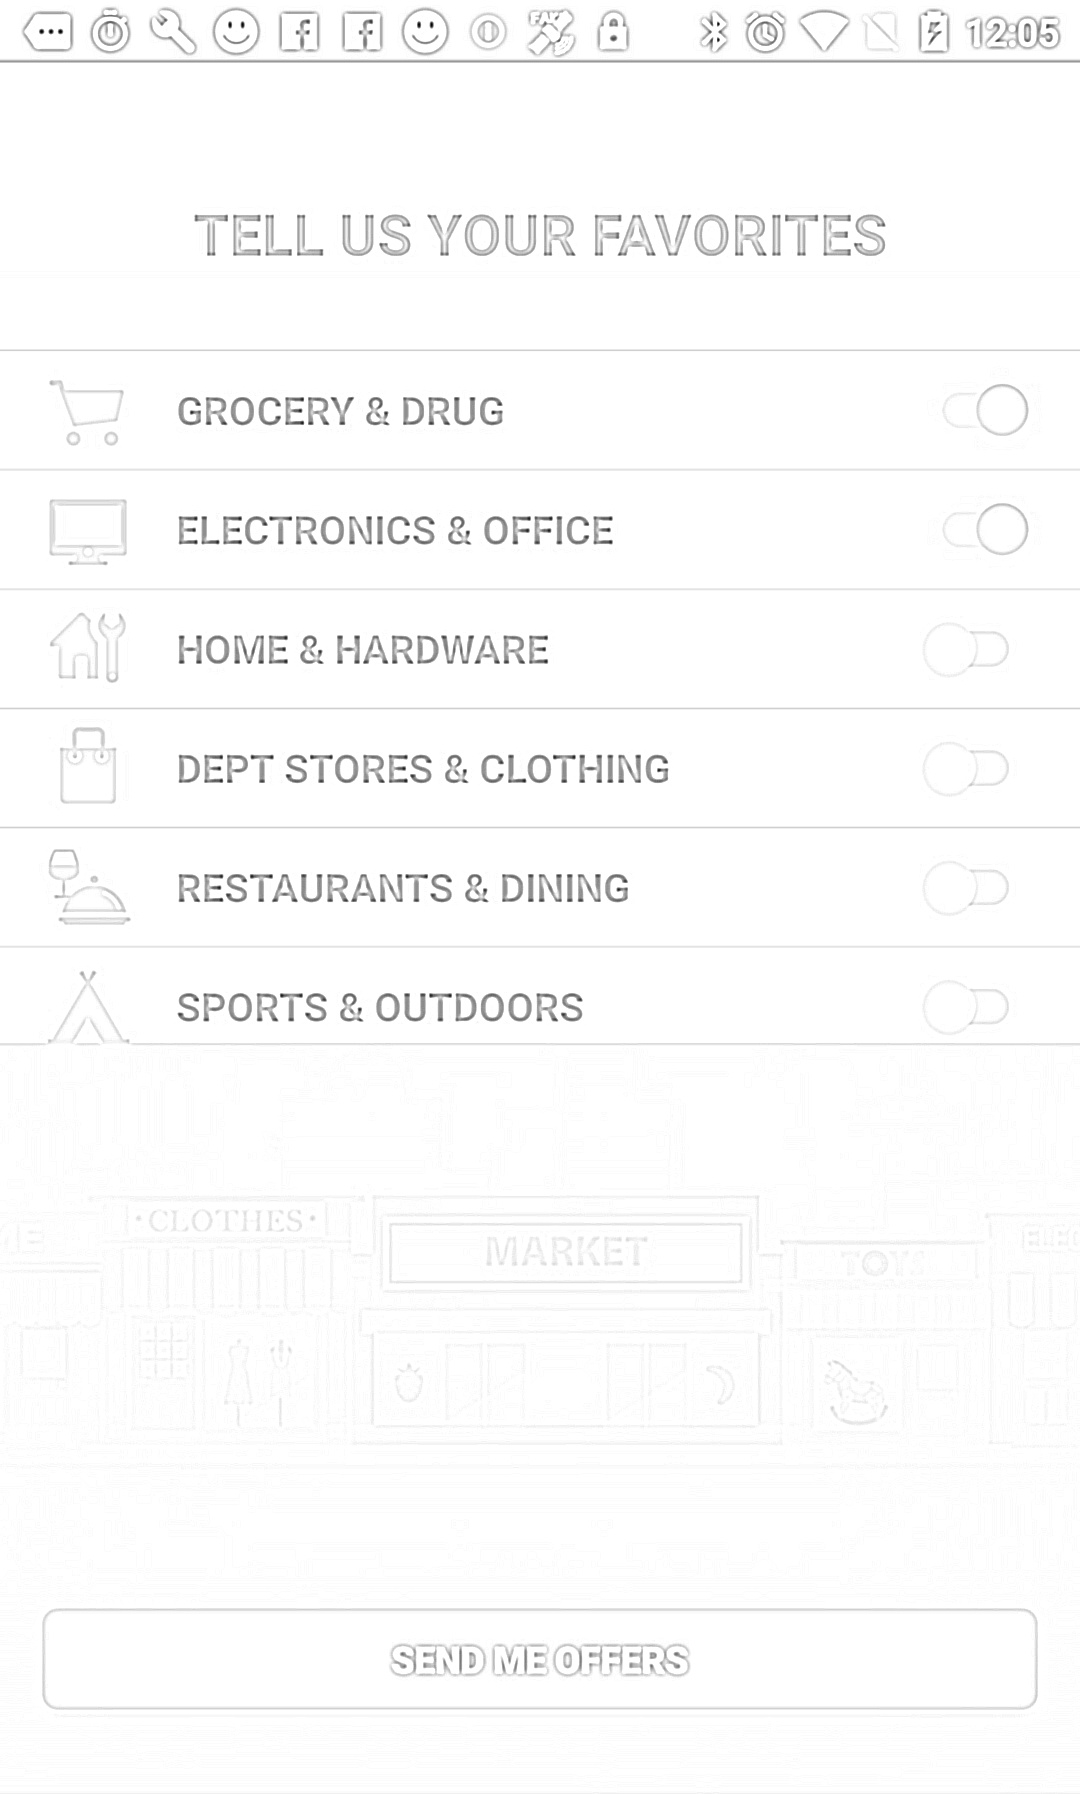 12:05
TELL US YOUR FAVORITES
GROCERY & DRUG
ELECTRONICS & OFFICE
HOME & HARDWARE
DEPT STORES & CLOTHING
RESTAURANTS & DINING
SPORTS & OUTDOORS
·CLOTHES·
MARKET
TOYS
SEND ME OFFERS